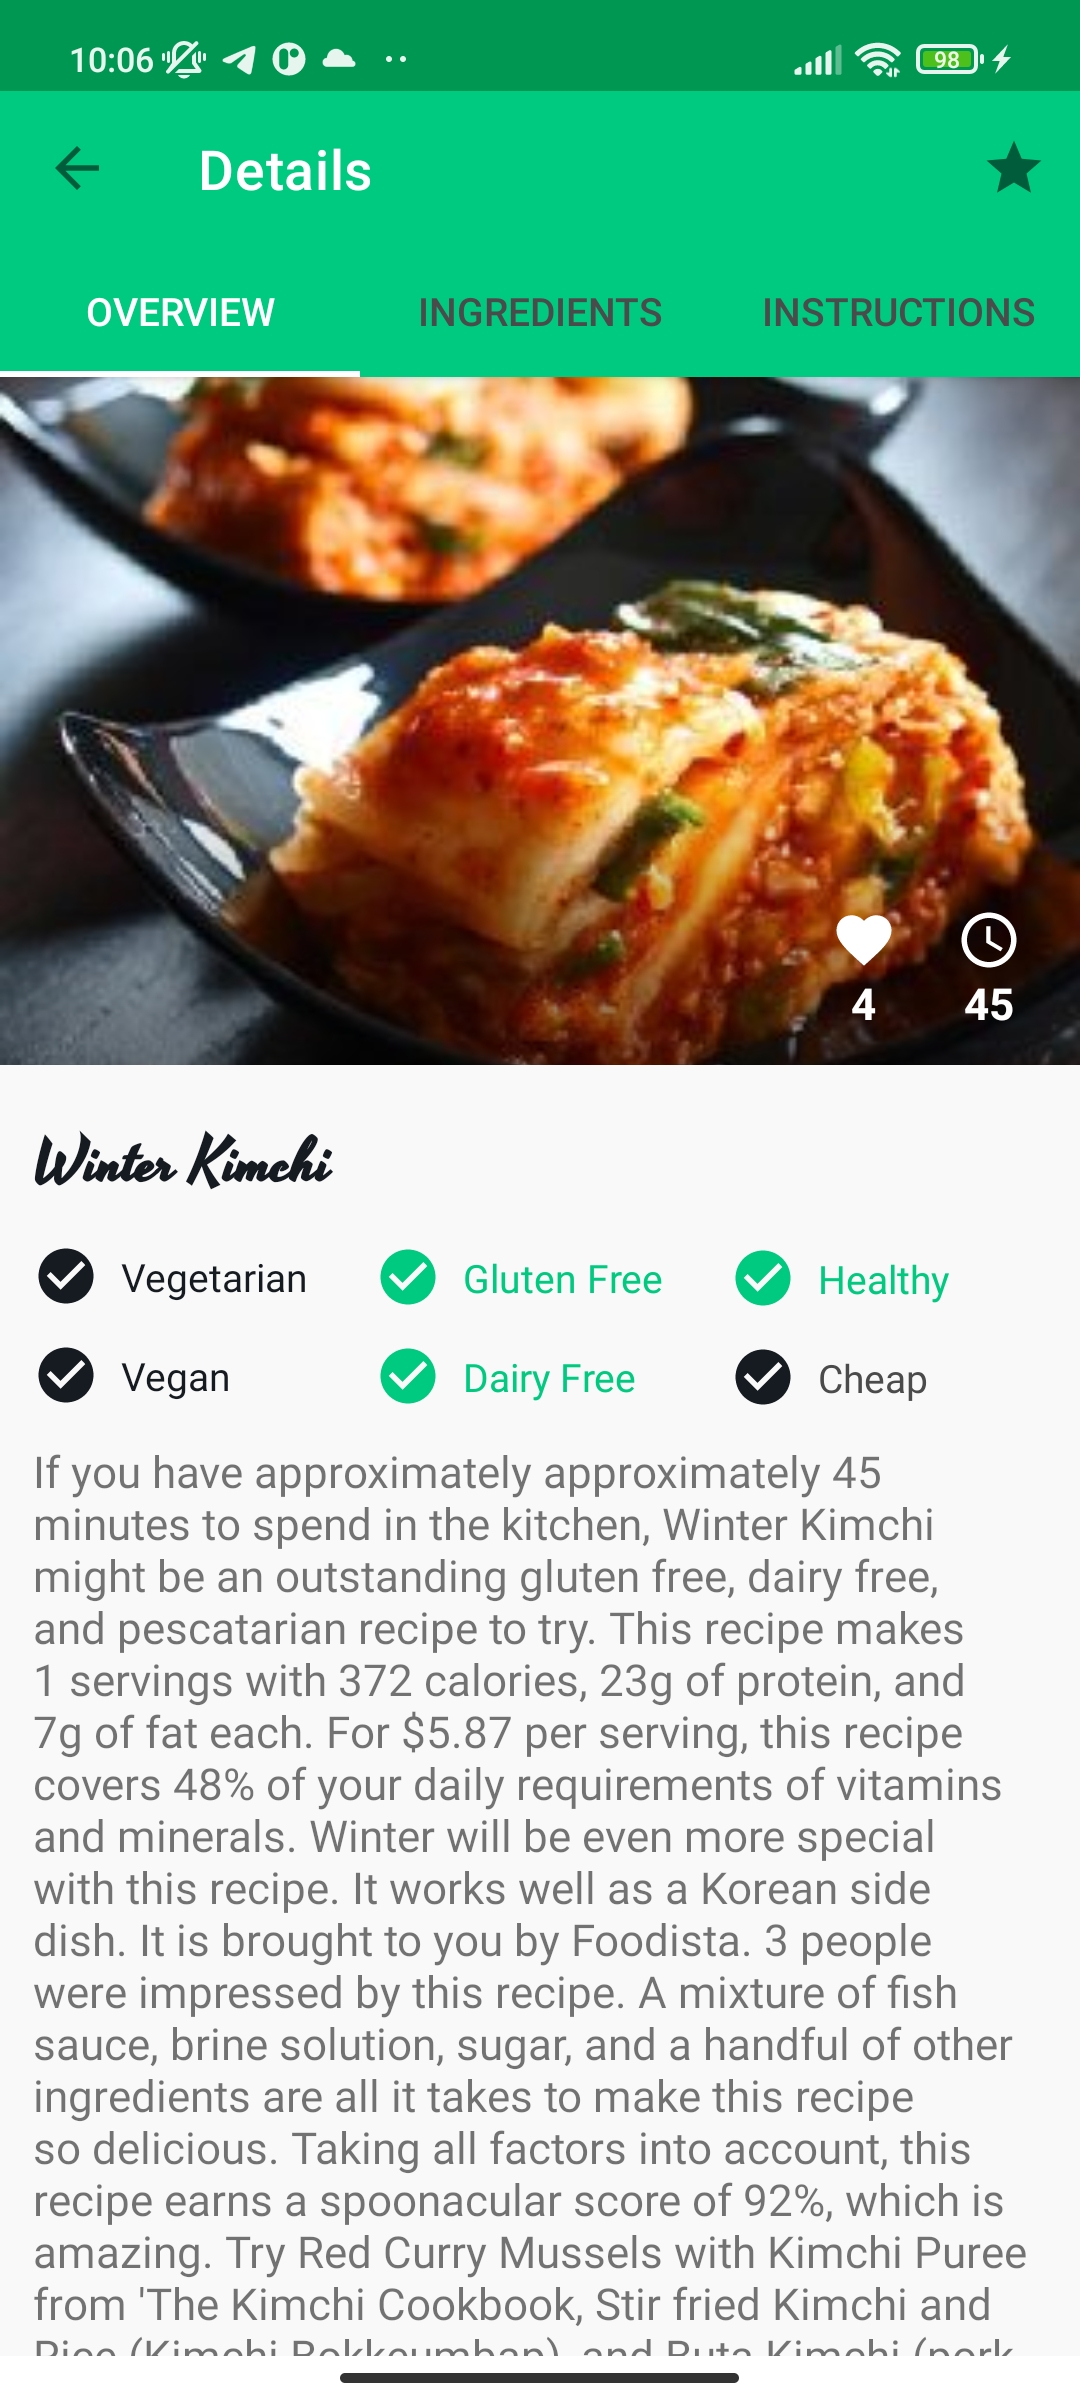 10:06
98
Details
OVERVIEW INGREDIENTS INSTRUCTIONS
4 45
Winter Kimchi
Vegetarian Gluten Free Healthy
Vegan Dairy Free Cheap
If you have approximately approximately 45
minutes to spend in the kitchen, Winter Kimchi
might be an outstanding gluten free, dairy free,
and pescatarian recipe to try. This recipe makes
1 servings with 372 calories, 23g of protein, and
7g of fat each. For $5.87 per serving, this recipe
covers 48% of your daily requirements of vitamins
and minerals. Winter will be even more special
with this recipe. It works well as a Korean side
dish. It is brought to you by Foodista. 3 people
were impressed by this recipe. A mixture of fish
sauce, brine solution, sugar, and a handful of other
ingredients are all it takes to make this recipe
so delicious. Taking all factors into account, this
recipe earns a spoonacular score of 92%, which is
amazing. Try Red Curry Mussels with Kimchi Puree
from 'The Kimchi Cookbook, Stir fried Kimchi and
Rice (Kimchi Bokkeumbap), and Buta Kimchi (pork